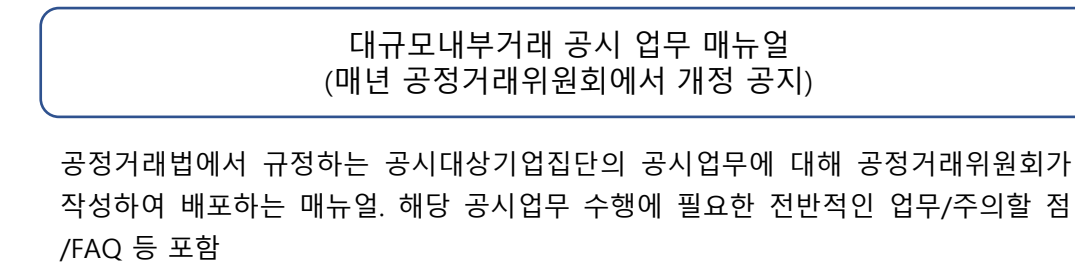 대규모내부거래 공시 업무 매뉴얼
(매년 공정거래위원회에서 개정 공지)
공정거래법에서 규정하는 공시대상기업집단의 공시업무에 대해 공정거래위원회가
작성하여 배포하는 매뉴얼. 해당 공시업무 수행에 필요한 전반적인 업무/주의할 점
/FAQ 등 포함